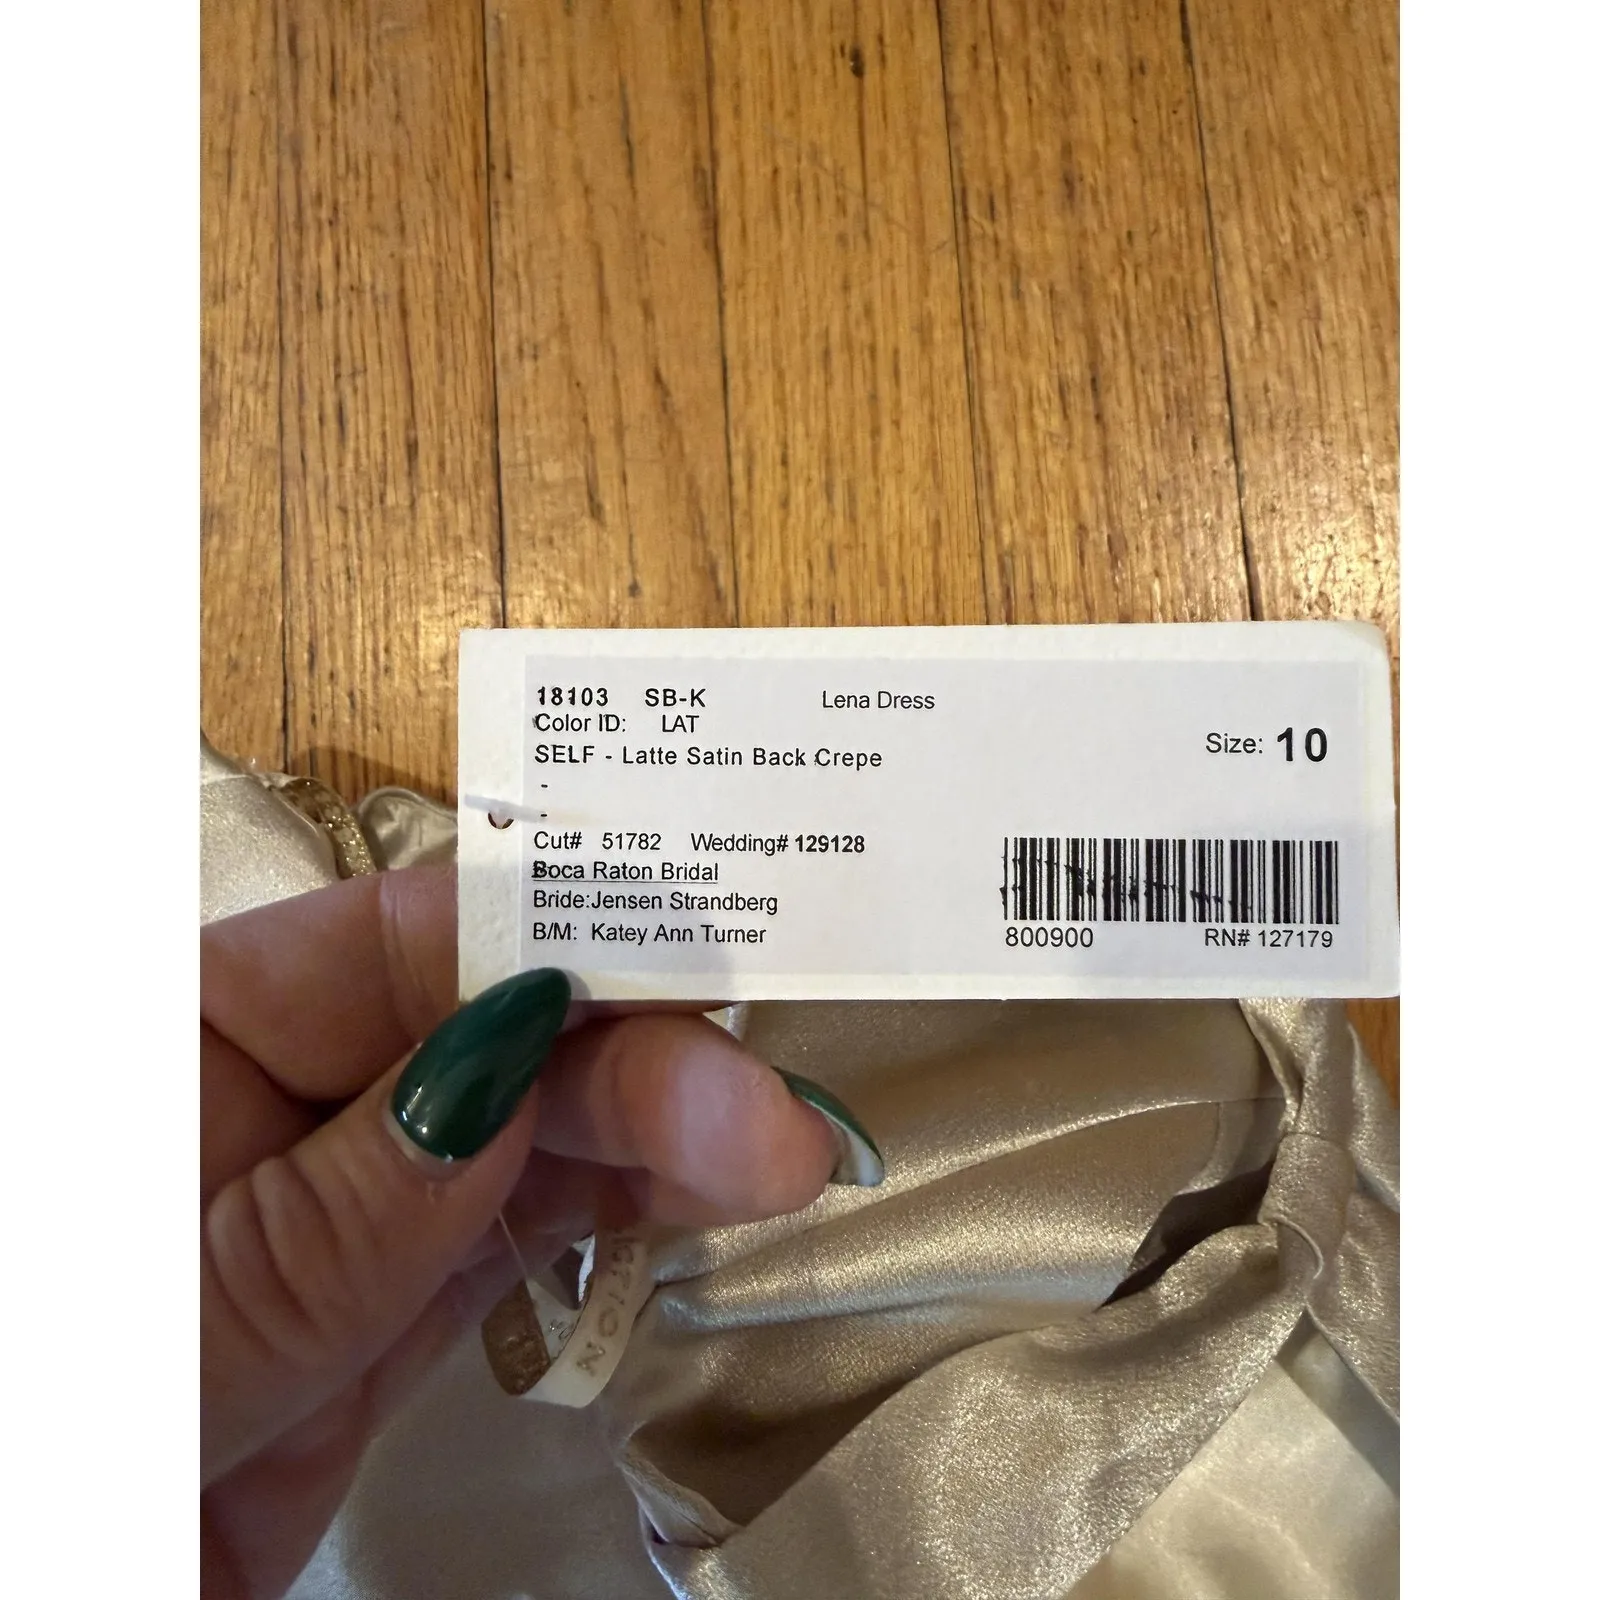 18103 SB-K Lena Dress
Color ID: LAT
SELF - Latte Satin Back Crepe
Size: 10
-
-
Cut# 51782 Wedding# 129128
Boca Raton Bridal
Bride:Jensen Strandberg
B/M: Katey Ann Turner
800900 RN# 127179